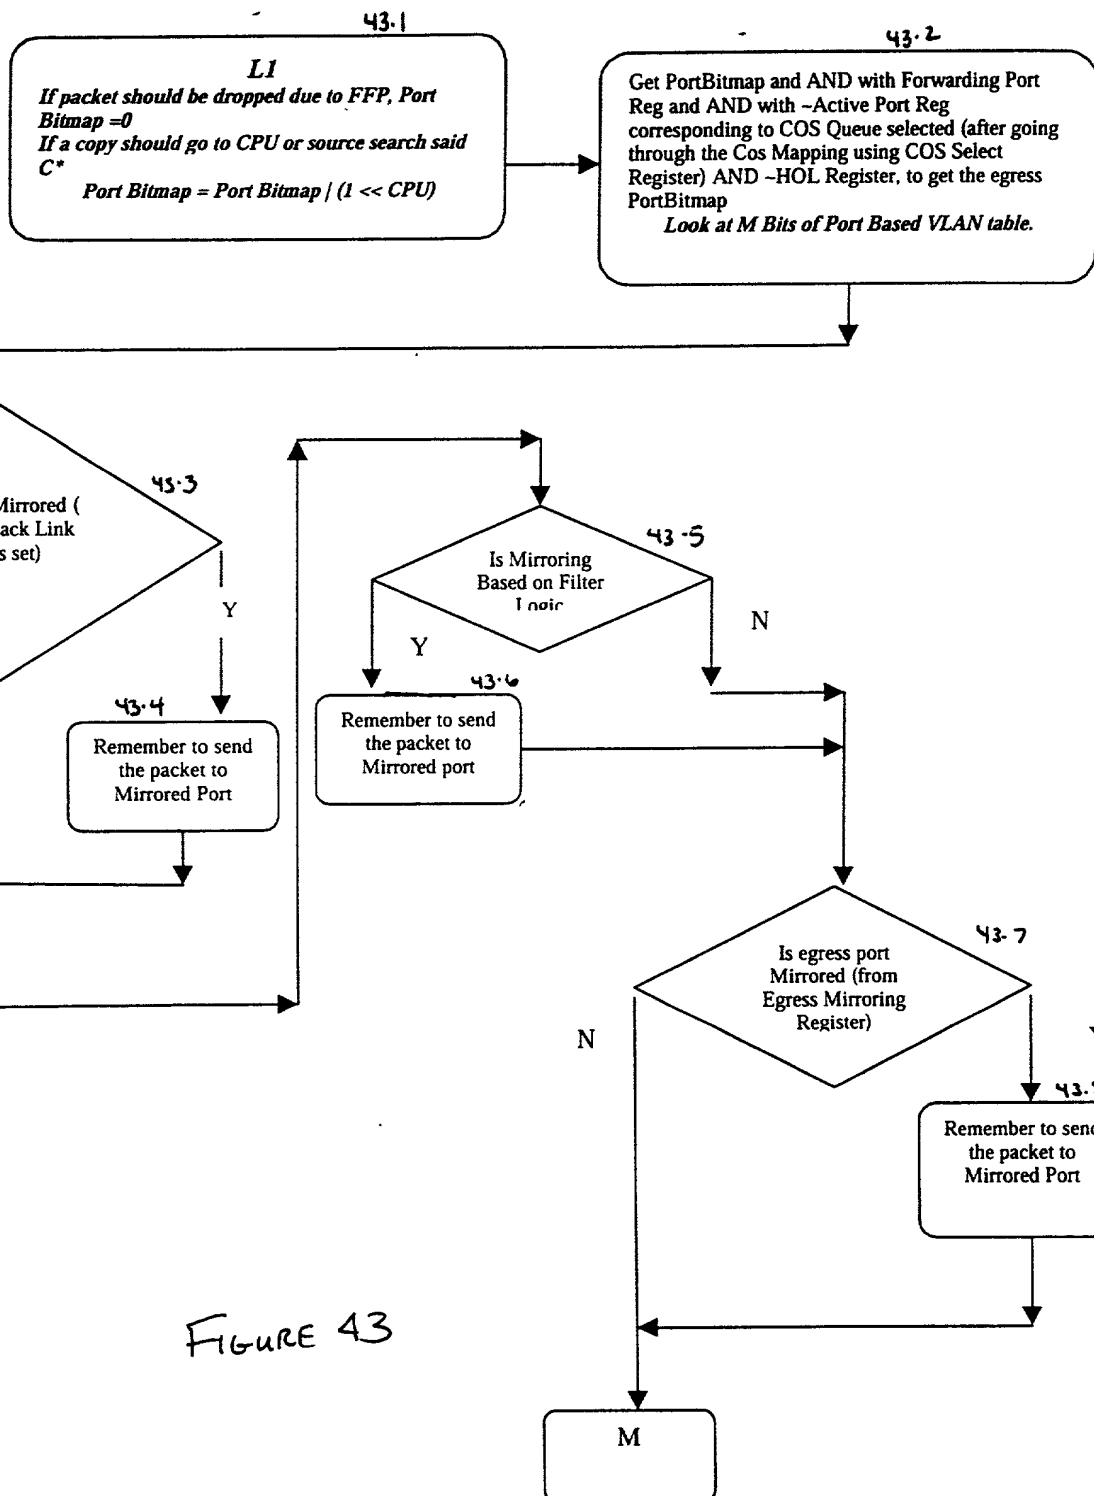 43.1
L1
If packet should be dropped due to FFP, Port
Bitmap =0
If a copy should go to CPU or source search said
C*
Port Bitmap = Port Bitmap / (1 << CPU)
43.2
Get PortBitmap and AND with Forwarding Port
Reg and AND with ~Active Port Reg
corresponding to COS Queue selected (after going
through the Cos Mapping using COS Select
Register) AND ~HOL Register, to get the egress
PortBitmap
Look at M Bits of Port Based VLAN table.
45.3
Mirrored (
ack Link
s set)
Y
43.4
Remember to send
the packet to
Mirrored Port
43-5
Is Mirroring
Based on Filter
Logic
Y
N
43.6
Remember to send
the packet to
Mirrored port
43-7
Is egress port
Mirrored (from
Egress Mirroring
Register)
N
43.
Remember to send
the packet to
Mirrored Port
FIGURE 43
M